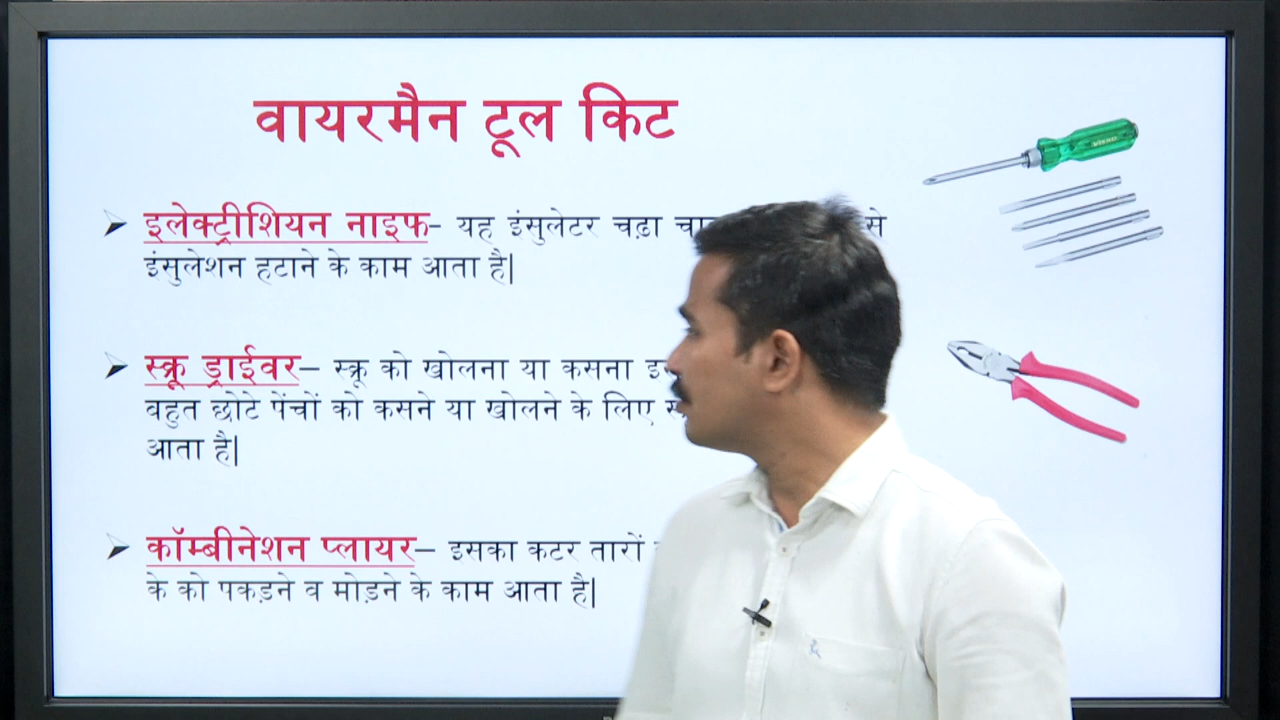 वायरमैन टूल किट
इलेक्ट्रीशियन नाइफ- यह इंसुलेटर चढ़ा से
इंसुलेशन हटाने के काम आता है|
स्क्रू ड्राईवर– स्क्रू को खोलना या कसना
बहुत छोटे पेंचों को कसने या खोलने के लिए
आता है|
कॉम्बीनेशन प्लायर– इसका कटर तारों
के को पकड़ने व मोड़ने के काम आता है|